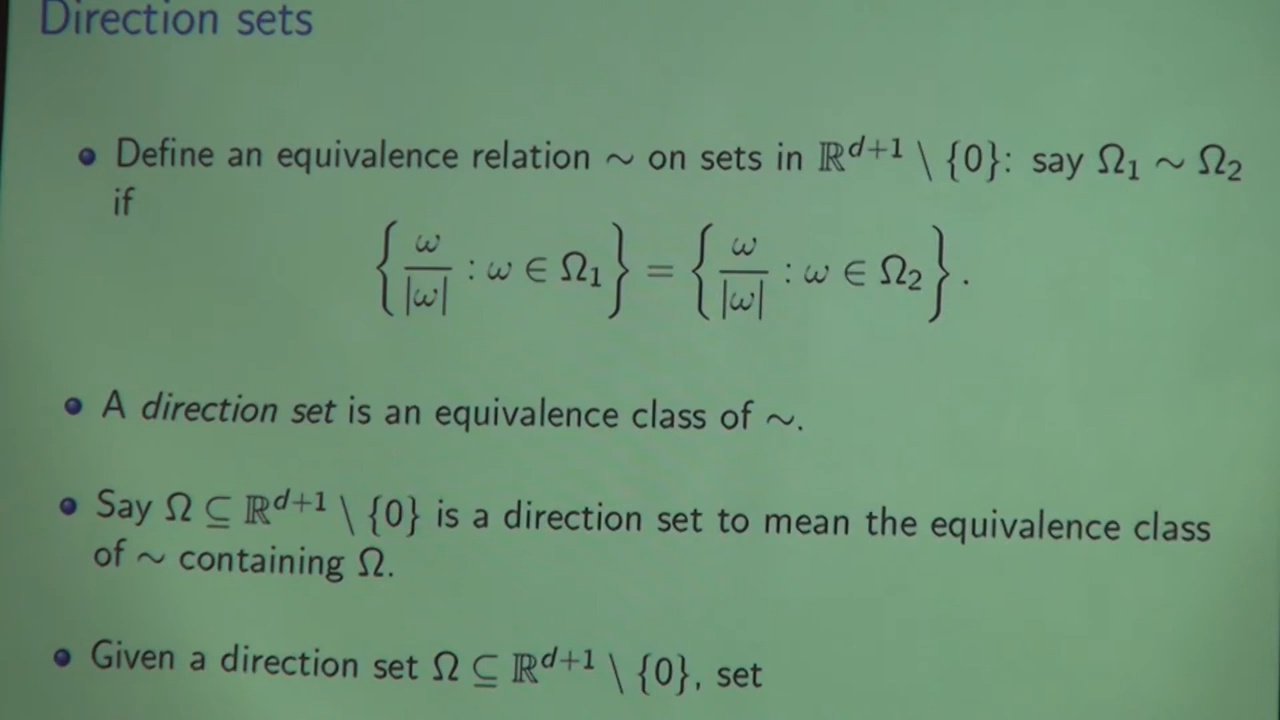 Direction sets
• Define an equivalence relation ∼ on sets in ℝ^{d+1} \ {0}: say Ω₁ ∼ Ω₂
if
{ω/|ω| : ω ∈ Ω₁} = {ω/|ω| : ω ∈ Ω₂}.
• A direction set is an equivalence class of ∼.
• Say Ω ⊆ ℝ^{d+1} \ {0} is a direction set to mean the equivalence class
of ∼ containing Ω.
• Given a direction set Ω ⊆ ℝ^{d+1} \ {0}, set